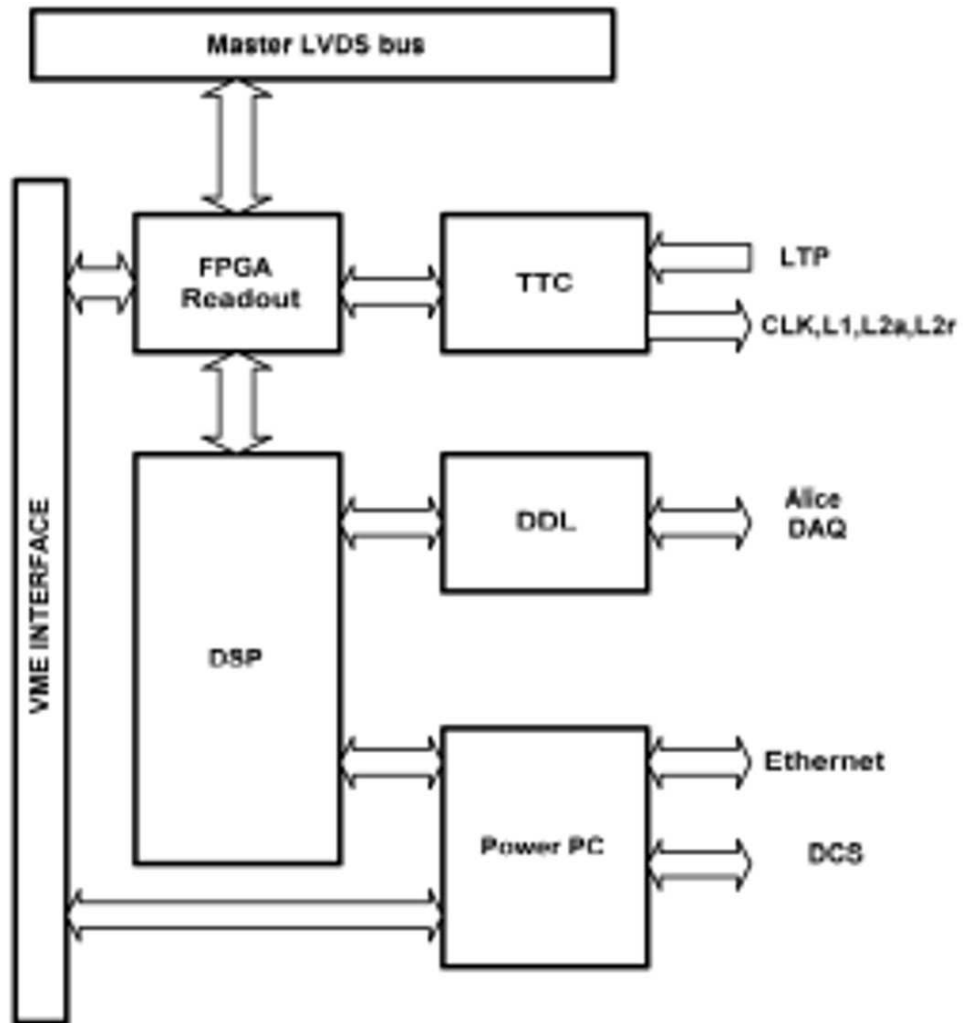 Master LVDS bus
FPGA
Readout
TTC
LTP
CLK,L1,L2a,L2r
VME INTERFACE
DSP
DDL
Alice
DAQ
Power PC
Ethernet
DCS